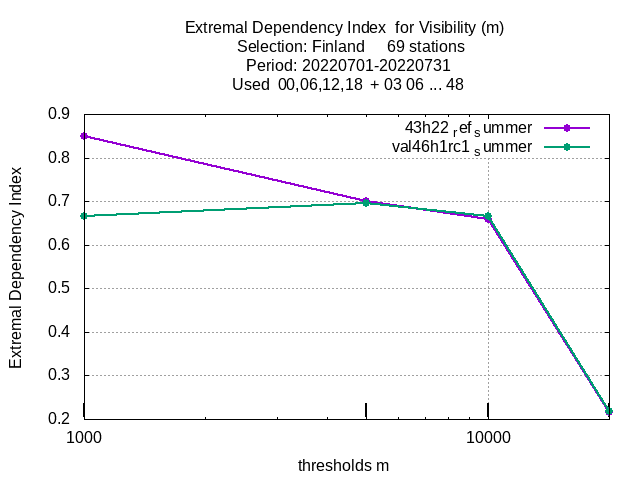 Extremal Dependency Index  for Visibility (m)
Selection: Finland     69 stations
Period: 20220701-20220731
Used  00,06,12,18  + 03 06 ... 48
0.9
0.8
0.7
0.6
0.5
0.4
0.3
0.2
Extremal Dependency Index
43h22 ref summer
val46h1rc1 summer
1000
10000
thresholds m